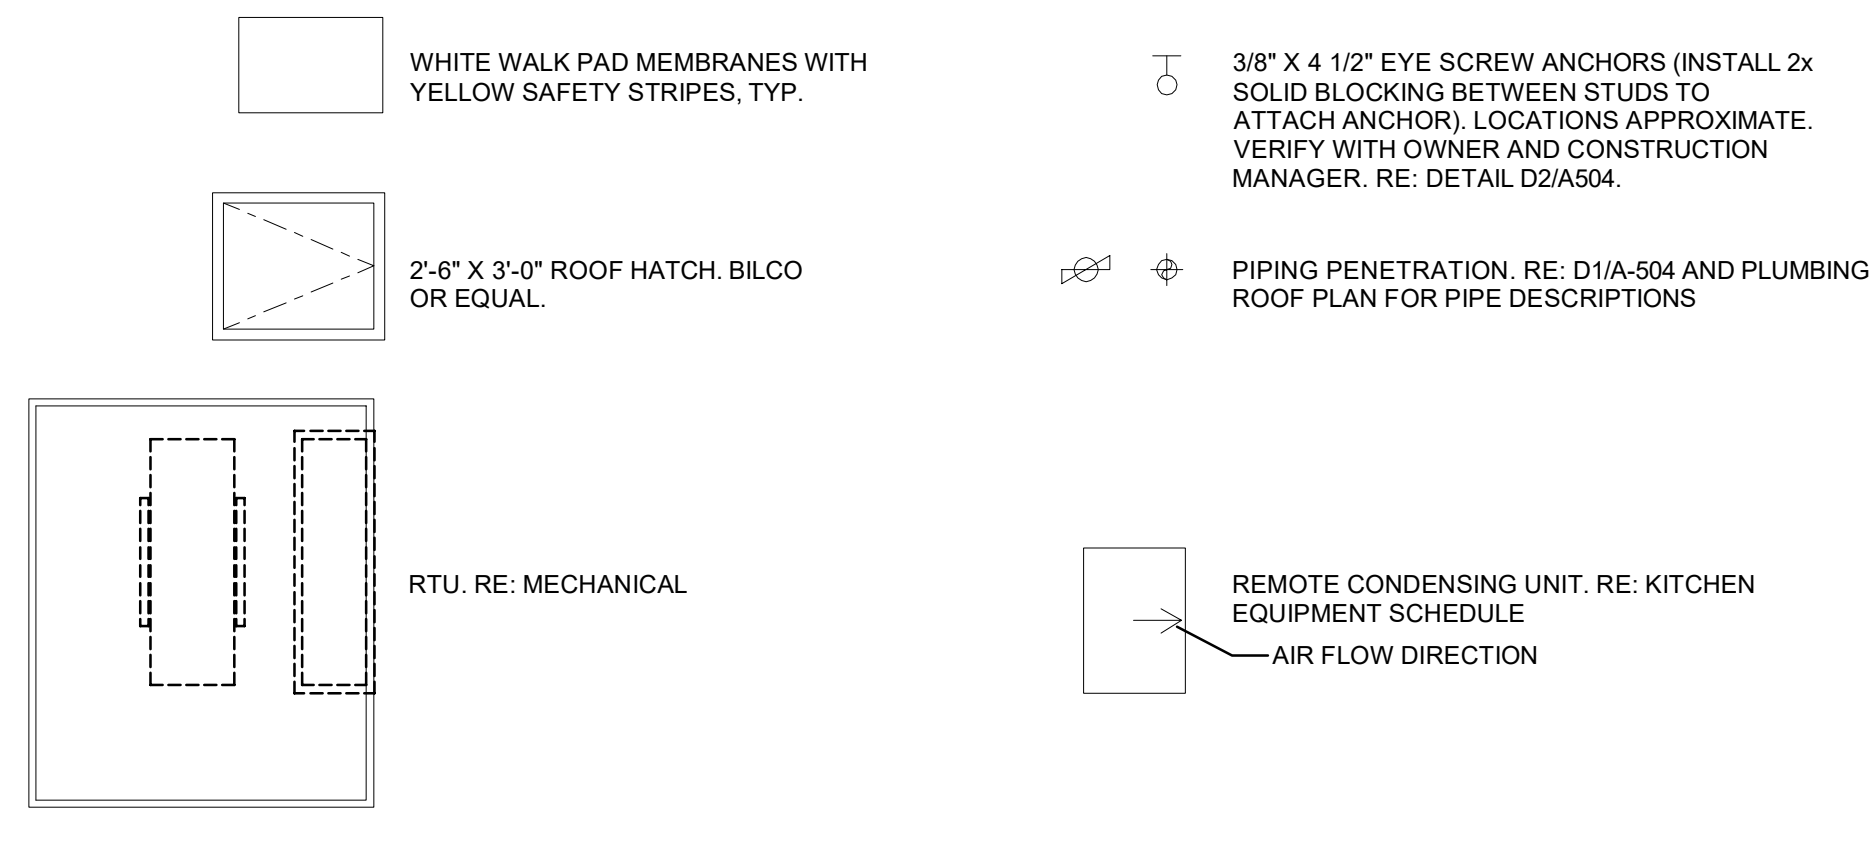 WHITE WALK PAD MEMBRANES WITH
YELLOW SAFETY STRIPES, TYP.
2'-6" X 3'-0" ROOF HATCH. BILCO
OR EQUAL.
RTU. RE: MECHANICAL
3/8" X 4 1/2" EYE SCREW ANCHORS (INSTALL 2x
SOLID BLOCKING BETWEEN STUDS TO
ATTACH ANCHOR). LOCATIONS APPROXIMATE.
VERIFY WITH OWNER AND CONSTRUCTION
MANAGER. RE: DETAIL D2/A504.
PIPING PENETRATION. RE: D1/A-504 AND PLUMBING
ROOF PLAN FOR PIPE DESCRIPTIONS
REMOTE CONDENSING UNIT. RE: KITCHEN
EQUIPMENT SCHEDULE
AIR FLOW DIRECTION